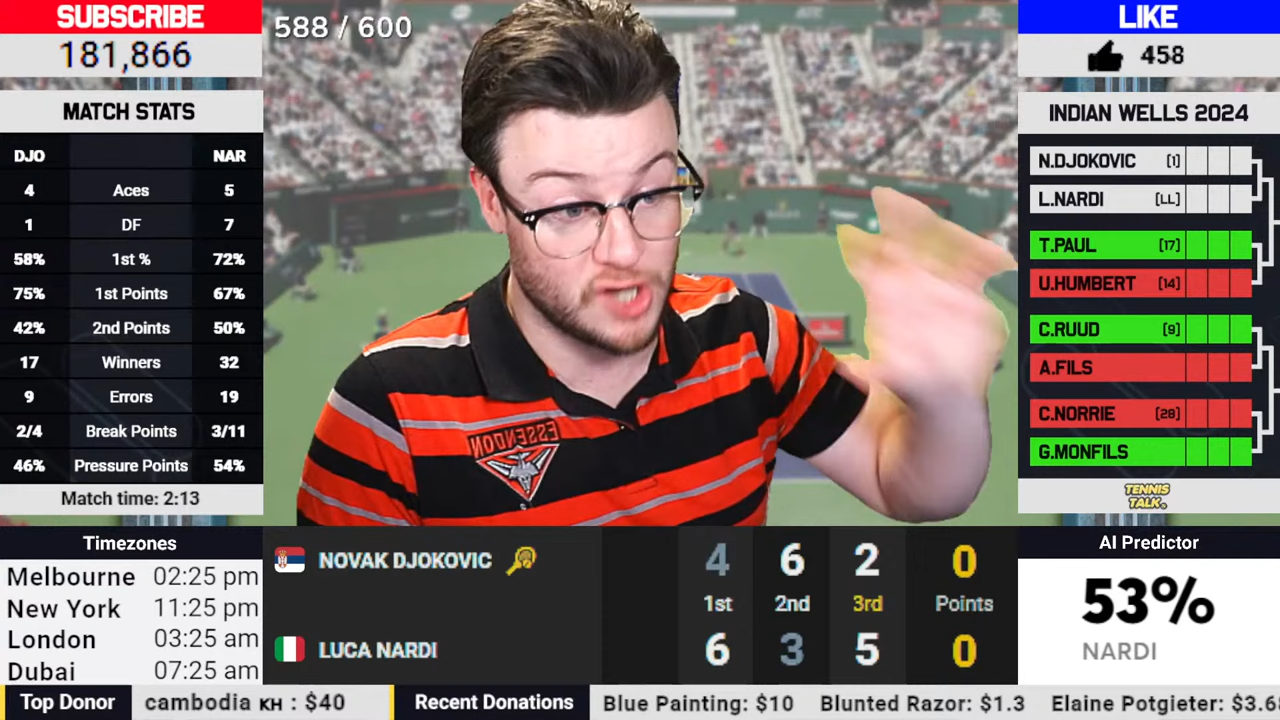 SUBSCRIBE
181,866
MATCH STATS
DJO NAR
4 Aces 5
1 DF 7
58% 1st % 72%
75% 1st Points 67%
42% 2nd Points 50%
17 Winners 32
9 Errors 19
2/4 Break Points 3/11
46% Pressure Points 54%
Match time: 2:13
588 / 600
ESSENDON
LIKE
458
INDIAN WELLS 2024
N.DJOKOVIC [1]
L.NARDI [LL]
T.PAUL [17]
U.HUMBERT [14]
C.RUUD [9]
A.FILS
C.NORRIE [28]
G.MONFILS
TENNIS
TALK.
Timezones
Melbourne 02:25 pm
New York 11:25 pm
London 03:25 am
Dubai 07:25 am
NOVAK DJOKOVIC 4 6 2 0
1st 2nd 3rd Points
LUCA NARDI 6 3 5 0
AI Predictor
53%
NARDI
Top Donor cambodia KH : $40 Recent Donations Blue Painting: $10 Blunted Razor: $1.3 Elaine Potgieter: $3.6